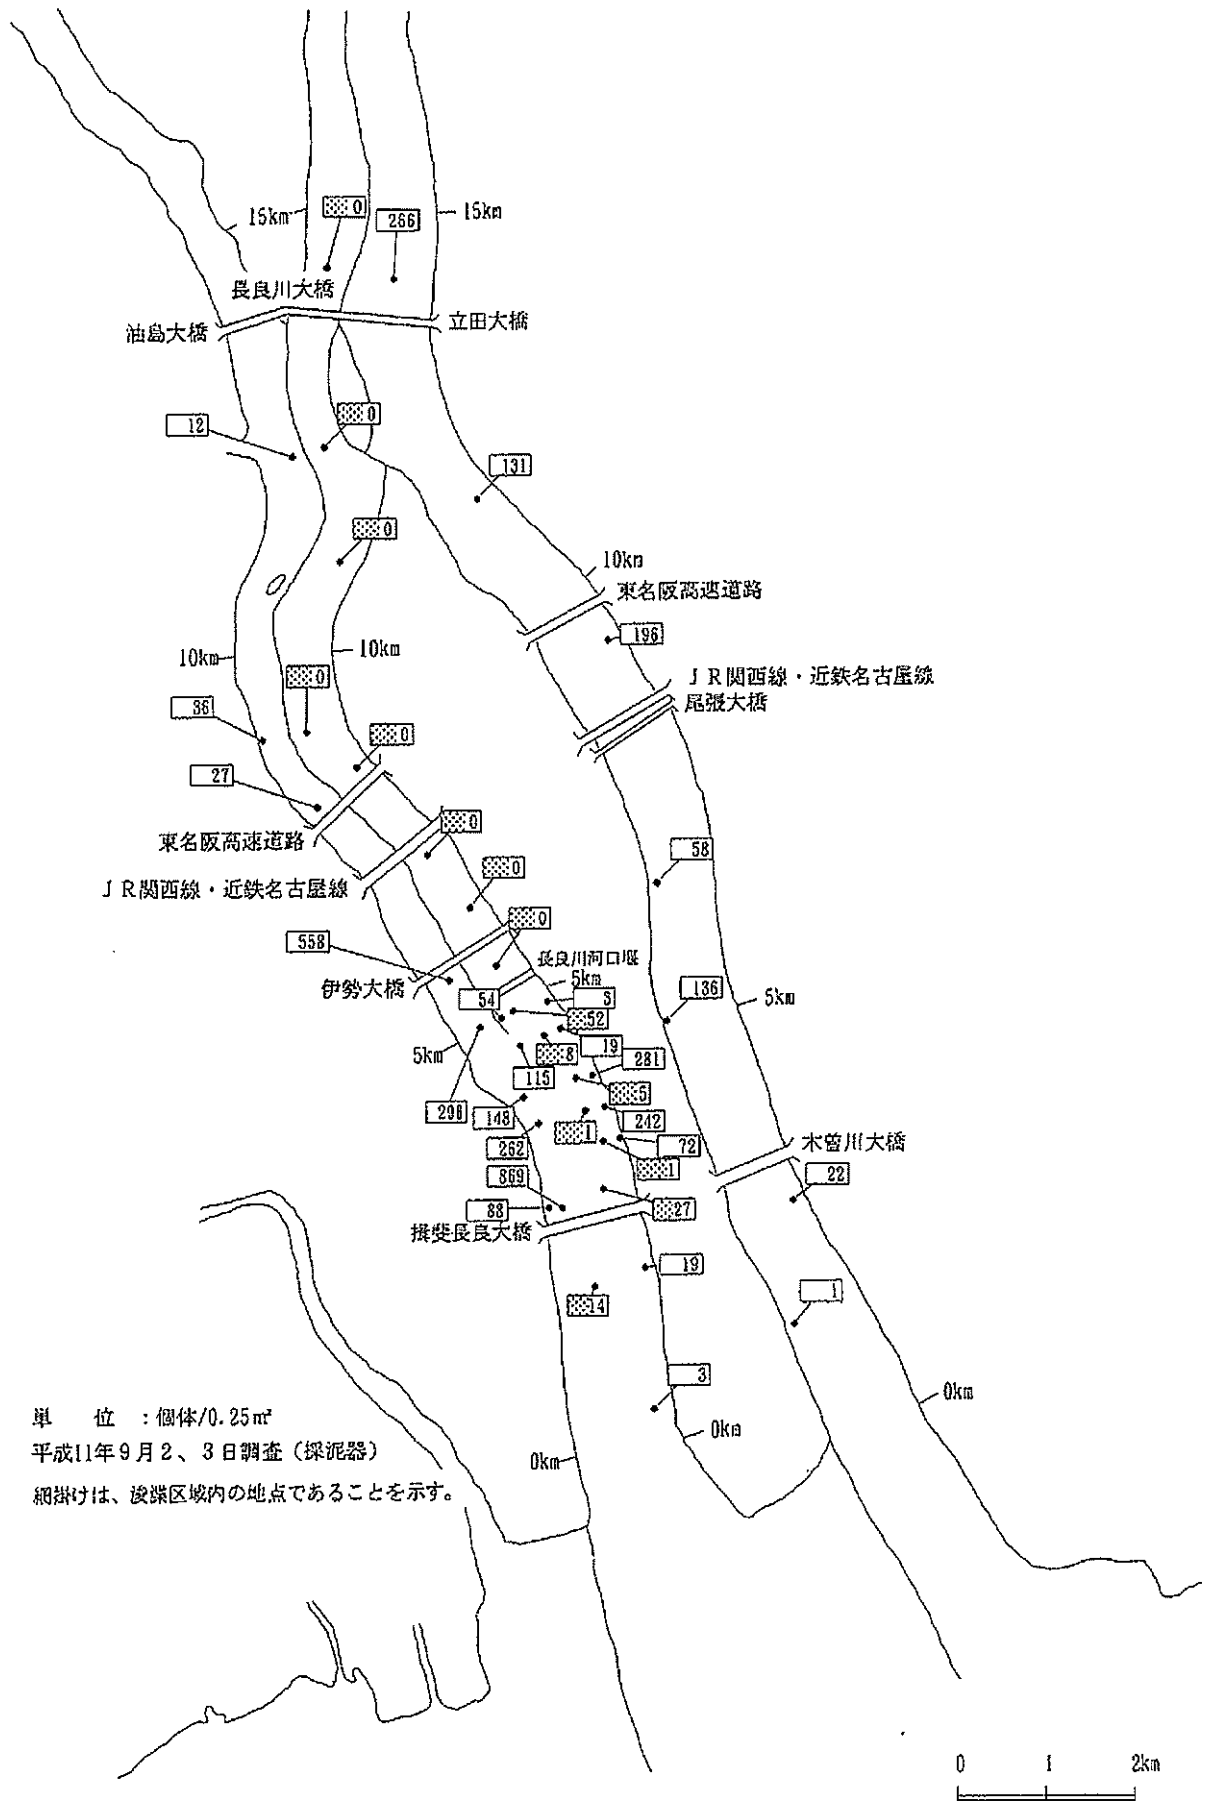 0
15km
266
15km
長良川大橋
油島大橋
立田大橋
12
0
131
0
10km
東名阪高速道路
196
10km
10km
0
JR関西線・近鉄名古屋線
尾張大橋
36
0
27
東名阪高速道路
0
58
JR関西線・近鉄名古屋線
0
0
558
長良川河口堰
伊勢大橋
5km
54
3
136
5km
52
5km
19
8
281
115
5
298
148
242
1
72
木曽川大橋
262
1
22
869
88
27
揖斐長良大橋
19
14
1
3
0km
単 位 :個体/0.25㎡
0km
平成11年9月2、3日調査(採泥器)
0km
網掛けは、浚渫区域内の地点であることを示す。
0 1 2km